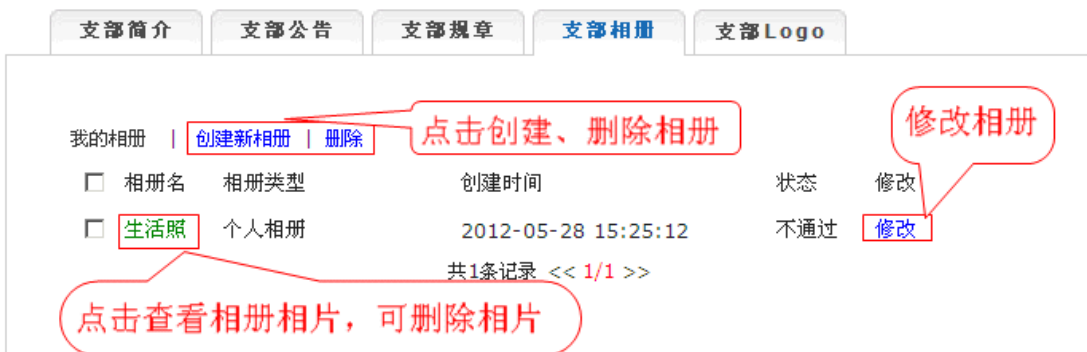 支部简介 支部公告 支部规章 支部相册 支部Logo
修改相册
点击创建、删除相册
我的相册 | 创建新相册 | 删除
相册名 相册类型 创建时间 状态 修改
生活照 个人相册 2012-05-28 15:25:12 不通过 修改
共1条记录 << 1/1 >>
点击查看相册相片，可删除相片